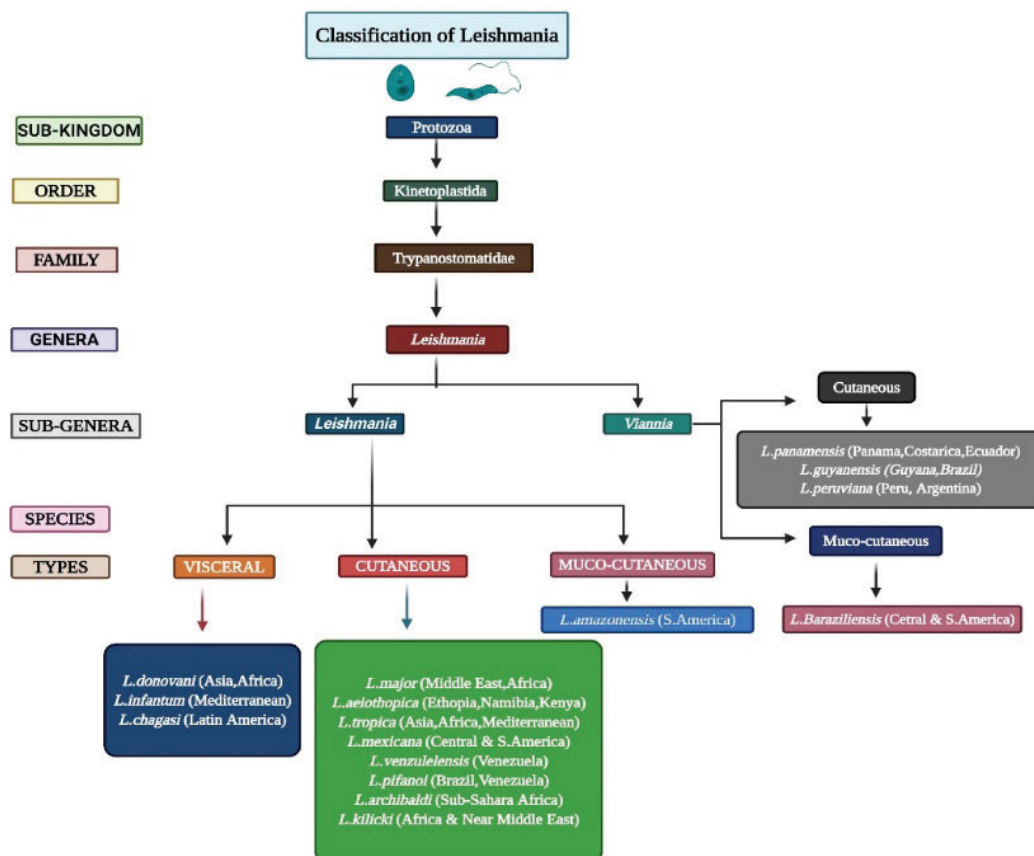 Classification of Leishmania
SUB-KINGDOM
Protozoa
ORDER
Kinetoplastida
FAMILY
Trypanostomatidae
GENERA
Leishmania
SUB-GENERA
Leishmania
Viannia
Cutaneous
L.panamensis (Panama,Costarica,Ecuador)
L.guyanensis (Guyana,Brazil)
L.peruviana (Peru, Argentina)
SPECIES
Muco-cutaneous
TYPES
VISCERAL
CUTANEOUS
MUCO-CUTANEOUS
L.amazonensis (S.America)
L.Baraziliensis (Cetral & S.America)
L.donovani (Asia,Africa)
L.infantum (Mediterranean)
L.chagasi (Latin America)
L.major (Middle East,Africa)
L.aeiothopica (Ethopia,Namibia,Kenya)
L.tropica (Asia,Africa,Mediterranean)
L.mexicana (Central & S.America)
L.venzulelensis (Venezuela)
L.pifanoi (Brazil,Venezuela)
L.archibaldi (Sub-Sahara Africa)
L.kilicki (Africa & Near Middle East)